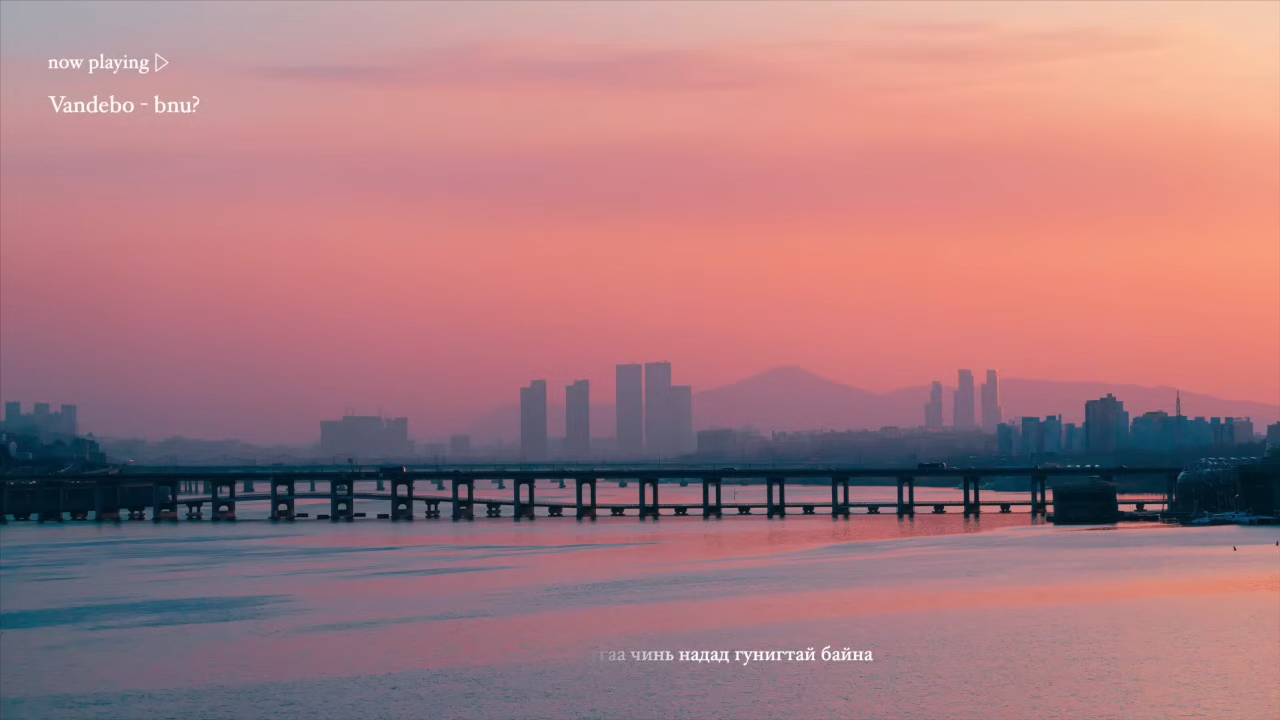 now playing ▷
Vandebo - bnu?
чинь надад гунигтай байна